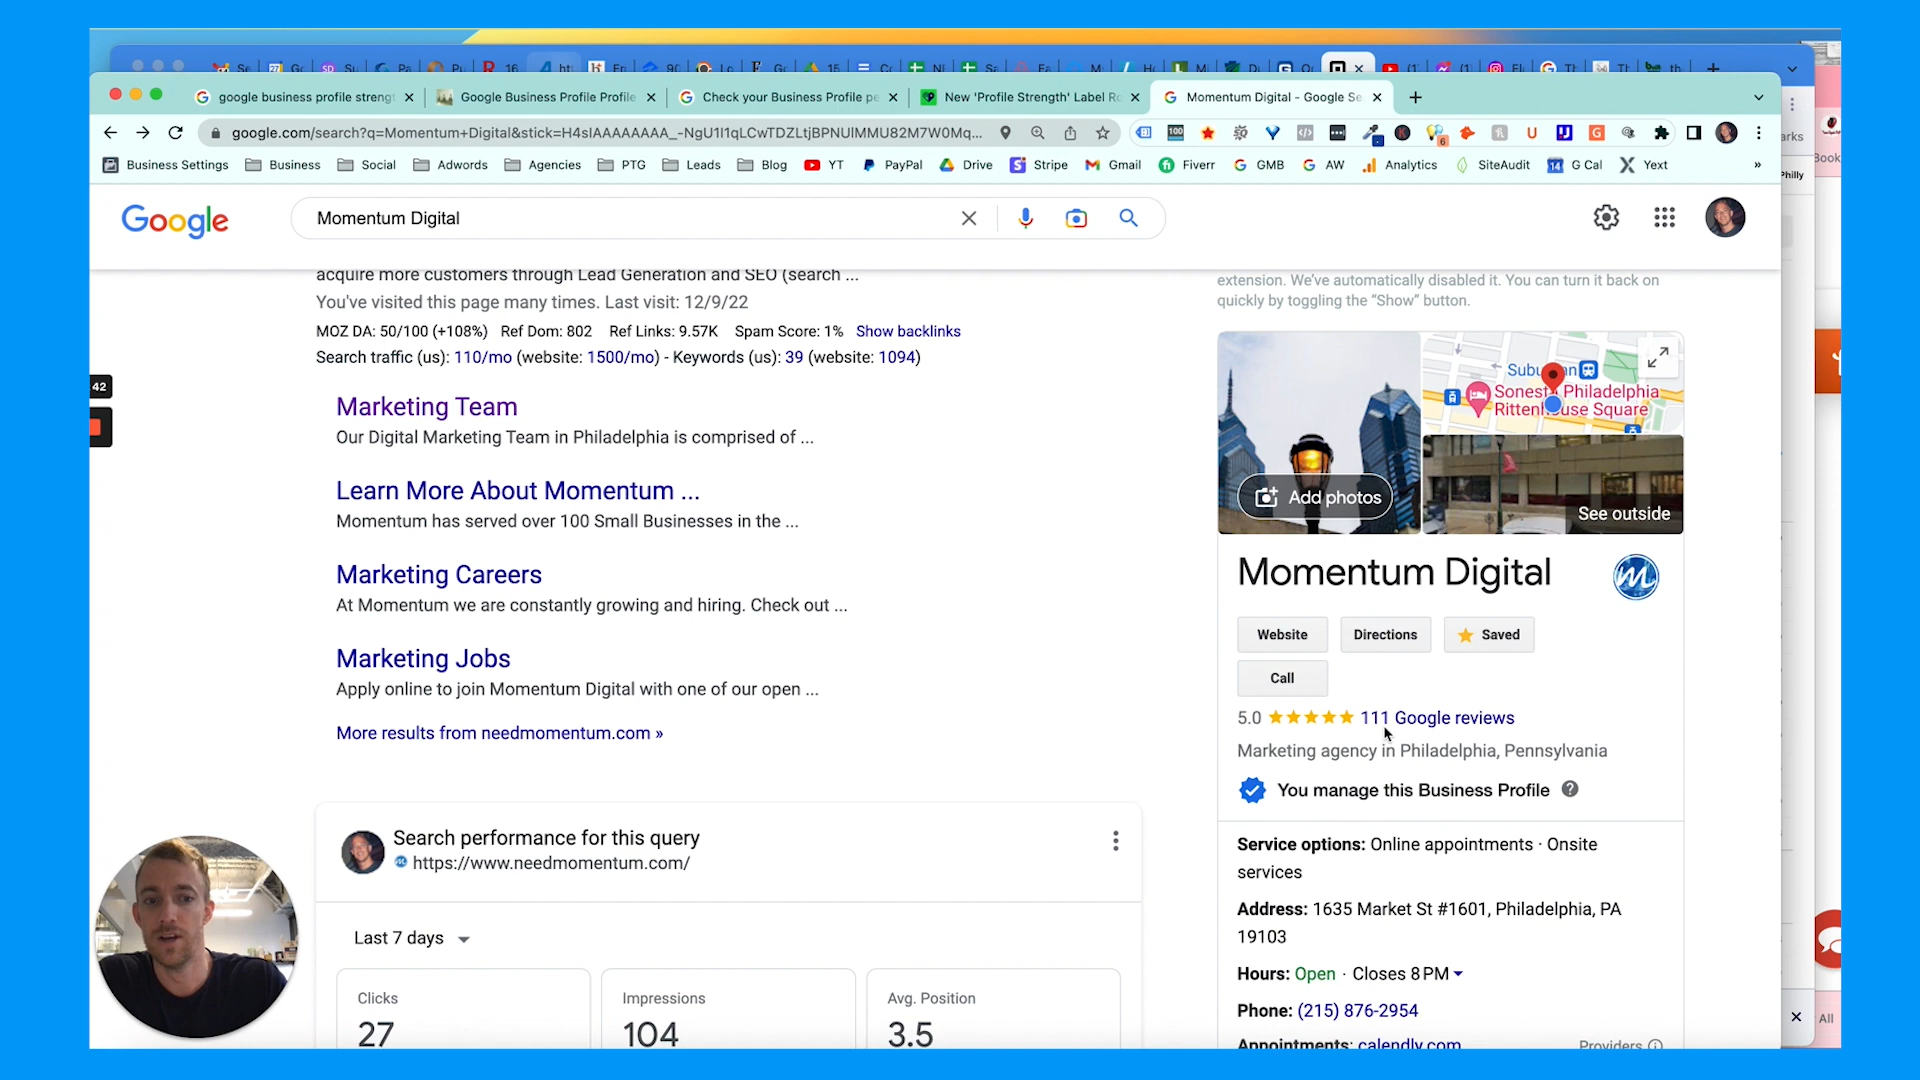 google business profile strengt
Google Business Profile Profile
Check your Business Profile pe
New 'Profile Strength' Label Ro
Momentum Digital - Google Se
google.com/search?q=Momentum+Digital&stick=H4sIAAAAAAAA_-NgU1I1qLCwTDZLtjBPNUlMMU82M7W0Mq...
Business Settings
Business
Social
Adwords
Agencies
PTG
Leads
Blog
YT
PayPal
Drive
Stripe
Gmail
Fiverr
GMB
AW
Analytics
SiteAudit
G Cal
Yext
»
Philly
Google
Momentum Digital
acquire more customers through Lead Generation and SEO (search ...
You've visited this page many times. Last visit: 12/9/22
MOZ DA: 50/100 (+108%) Ref Dom: 802 Ref Links: 9.57K Spam Score: 1% Show backlinks
Search traffic (us): 110/mo (website: 1500/mo) - Keywords (us): 39 (website: 1094)
42
Marketing Team
Our Digital Marketing Team in Philadelphia is comprised of ...
Learn More About Momentum ...
Momentum has served over 100 Small Businesses in the ...
Marketing Careers
At Momentum we are constantly growing and hiring. Check out ...
Marketing Jobs
Apply online to join Momentum Digital with one of our open ...
More results from needmomentum.com »
Search performance for this query
https://www.needmomentum.com/
Last 7 days
Clicks
27
Impressions
104
Avg. Position
3.5
extension. We've automatically disabled it. You can turn it back on
quickly by toggling the "Show" button.
Sonesta Philadelphia
Rittenhouse Square
Add photos
See outside
Momentum Digital
Website
Directions
Saved
Call
5.0 111 Google reviews
Marketing agency in Philadelphia, Pennsylvania
You manage this Business Profile
Service options: Online appointments · Onsite
services
Address: 1635 Market St #1601, Philadelphia, PA
19103
Hours: Open · Closes 8 PM
Phone: (215) 876-2954
Appointments: calendly.com
Providers
All